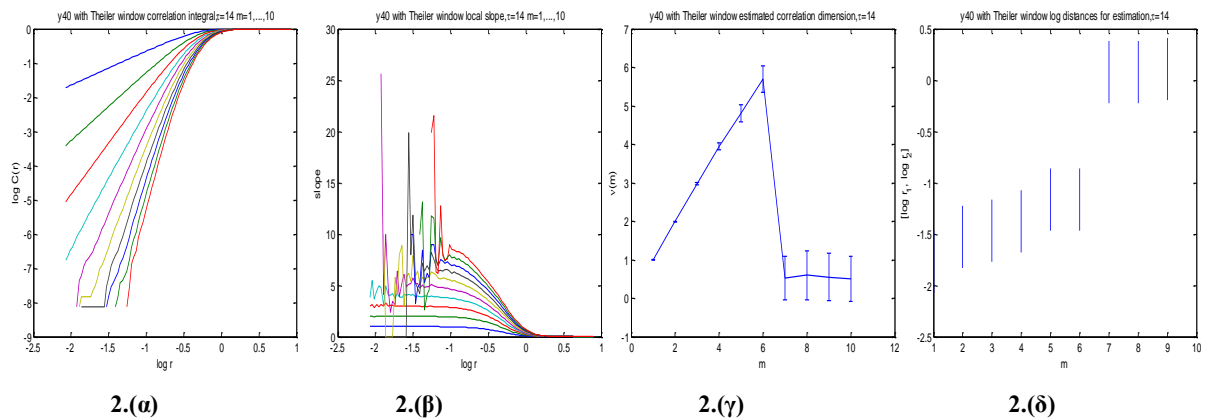 y40 with Theiler window correlation integral,τ=14 m=1,...,10
log C(r)
0
-1
-2
-3
-4
-5
-6
-7
-8
-9
-2.5 -2 -1.5 -1 -0.5 0 0.5 1
log r
y40 with Theiler window local slope,τ=14 m=1,...,10
slope
30
25
20
15
10
5
0
-2.5 -2 -1.5 -1 -0.5 0 0.5 1
log r
y40 with Theiler window estimated correlation dimension,τ=14
v(m)
7
6
5
4
3
2
1
0
-1
0 2 4 6 8 10 12
m
y40 with Theiler window log distances for estimation,τ=14
[log r1, log r2]
0.5
0
-0.5
-1
-1.5
-2
-2.5
1 2 3 4 5 6 7 8 9 10
m
2.(α) 2.(β) 2.(γ) 2.(δ)